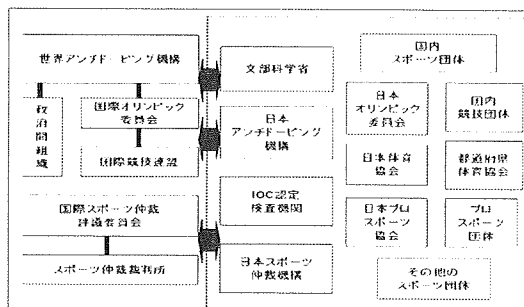 世界アンチドーピング機構
政府間組織
国際オリンピック
委員会
国際競技連盟
国際スポーツ仲裁
評議委員会
スポーツ仲裁裁判所
文部科学省
日本
アンチドーピング
機構
IOC認定
検査機関
日本スポーツ
仲裁機構
国内
スポーツ団体
日本
オリンピック
委員会
国内
競技団体
日本体育
協会
都道府県
体育協会
日本プロ
スポーツ
協会
プロ
スポーツ
団体
その他の
スポーツ団体